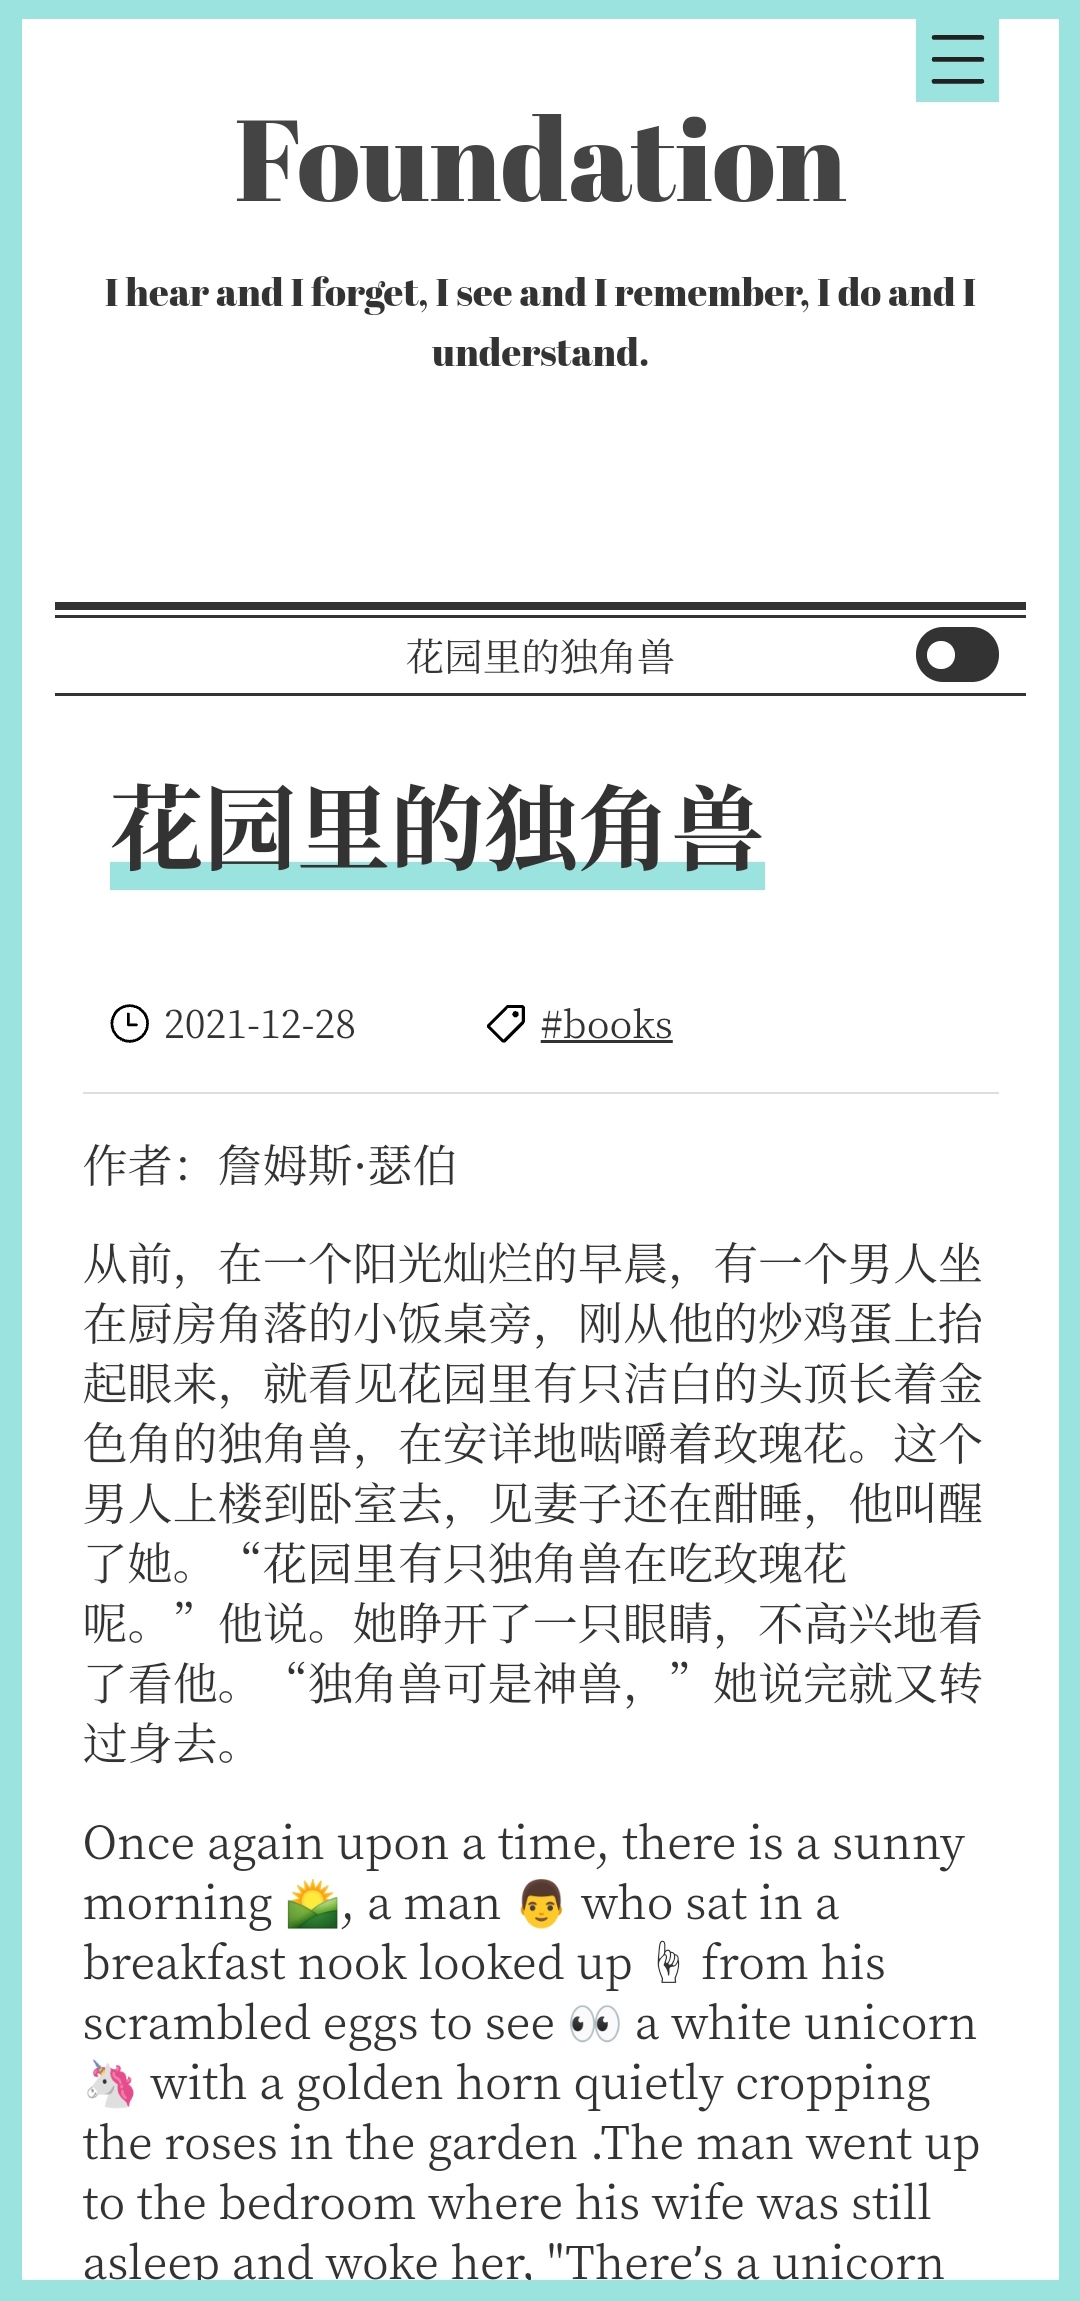 Foundation
I hear and I forget, I see and I remember, I do and I
understand.
花园里的独角兽
花园里的独角兽
2021-12-28 #books
作者：詹姆斯·瑟伯
从前，在一个阳光灿烂的早晨，有一个男人坐
在厨房角落的小饭桌旁，刚从他的炒鸡蛋上抬
起眼来，就看见花园里有只洁白的头顶长着金
色角的独角兽，在安详地啮嚼着玫瑰花。这个
男人上楼到卧室去，见妻子还在酣睡，他叫醒
了她。“花园里有只独角兽在吃玫瑰花
呢。”他说。她睁开了一只眼睛，不高兴地看
了看他。“独角兽可是神兽，”她说完就又转
过身去。
Once again upon a time, there is a sunny
morning 🌄, a man 👨 who sat in a
breakfast nook looked up ☝ from his
scrambled eggs to see 👀 a white unicorn
🦄 with a golden horn quietly cropping
the roses in the garden .The man went up
to the bedroom where his wife was still
asleep and woke her, "There's a unicorn